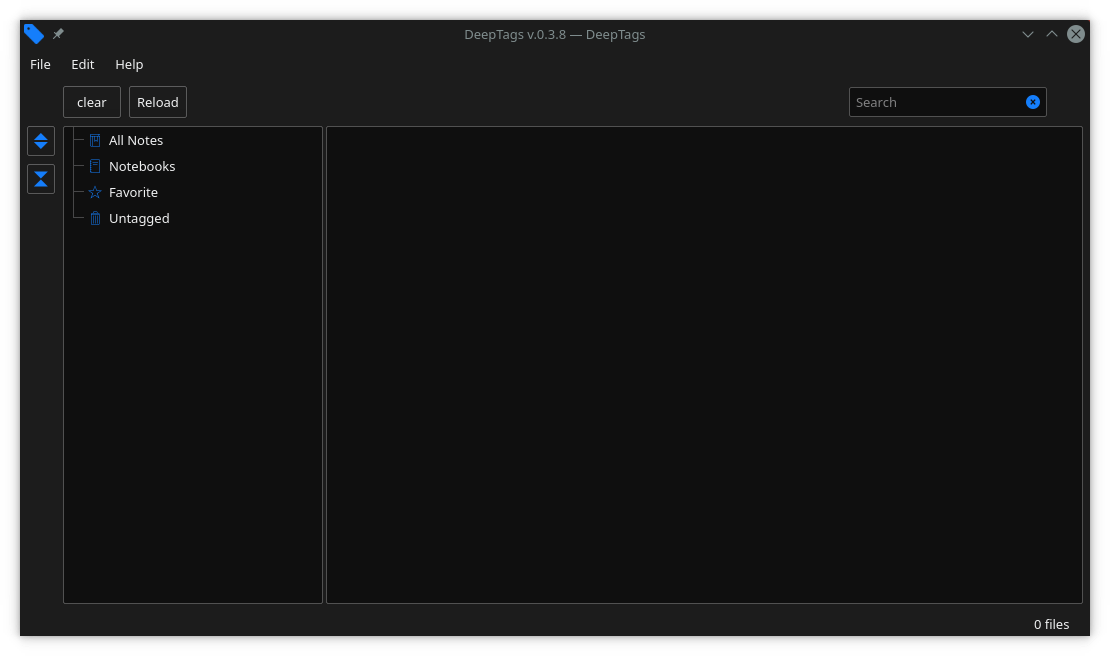 DeepTags v.0.3.8 — DeepTags
File Edit Help
clear Reload Search
All Notes
Notebooks
Favorite
Untagged
0 files